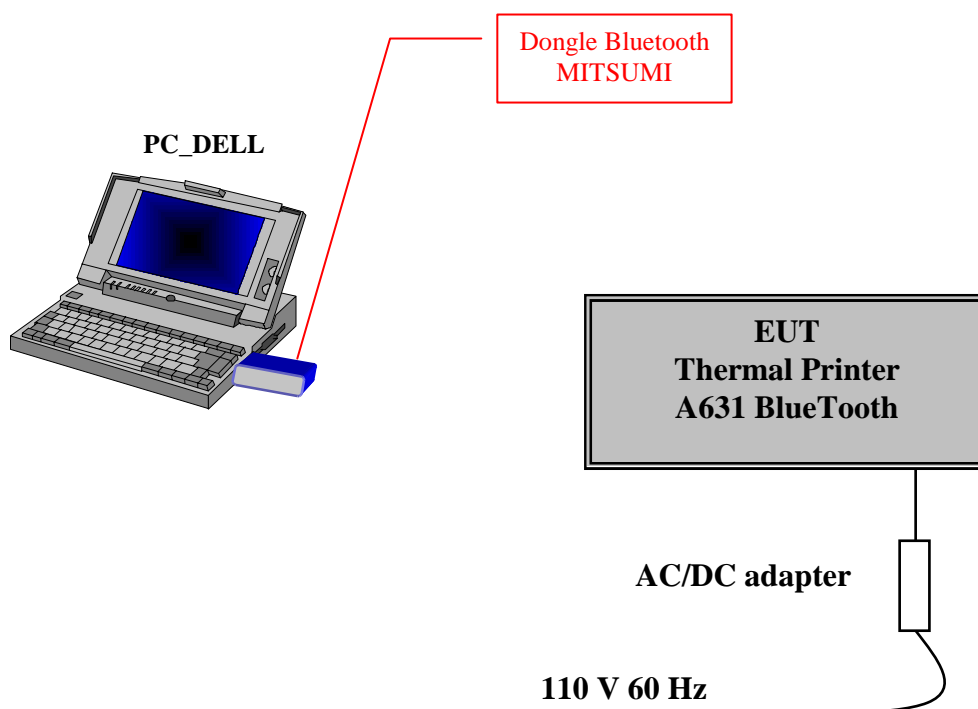 Dongle Bluetooth
MITSUMI
PC_DELL
EUT
Thermal Printer
A631 BlueTooth
AC/DC adapter
110 V 60 Hz